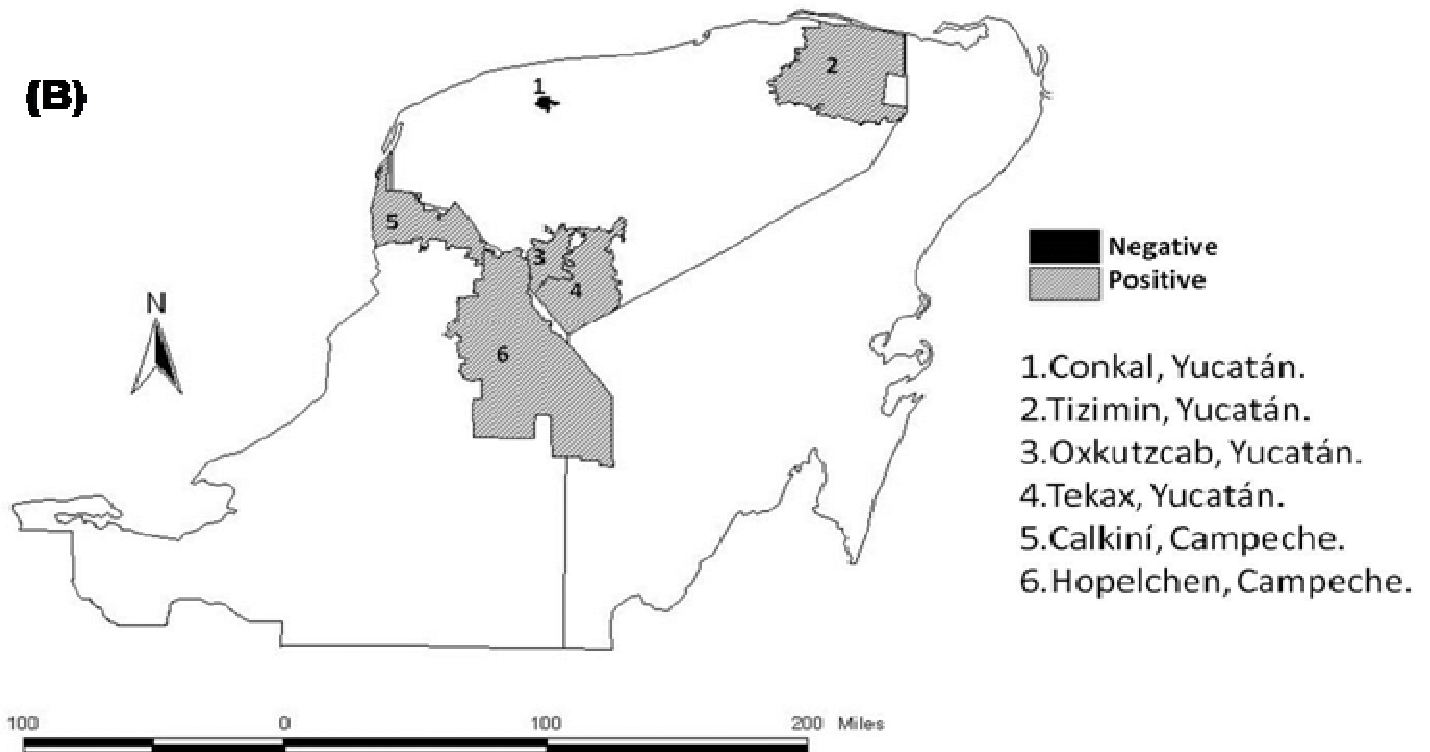 (B)
1
2
5
3
4
6
N
Negative
Positive
1.Conkal, Yucatán.
2.Tizimin, Yucatán.
3.Oxkutzcab, Yucatán.
4.Tekax, Yucatán.
5.Calkiní, Campeche.
6.Hopelchen, Campeche.
100 0 100 200 Miles